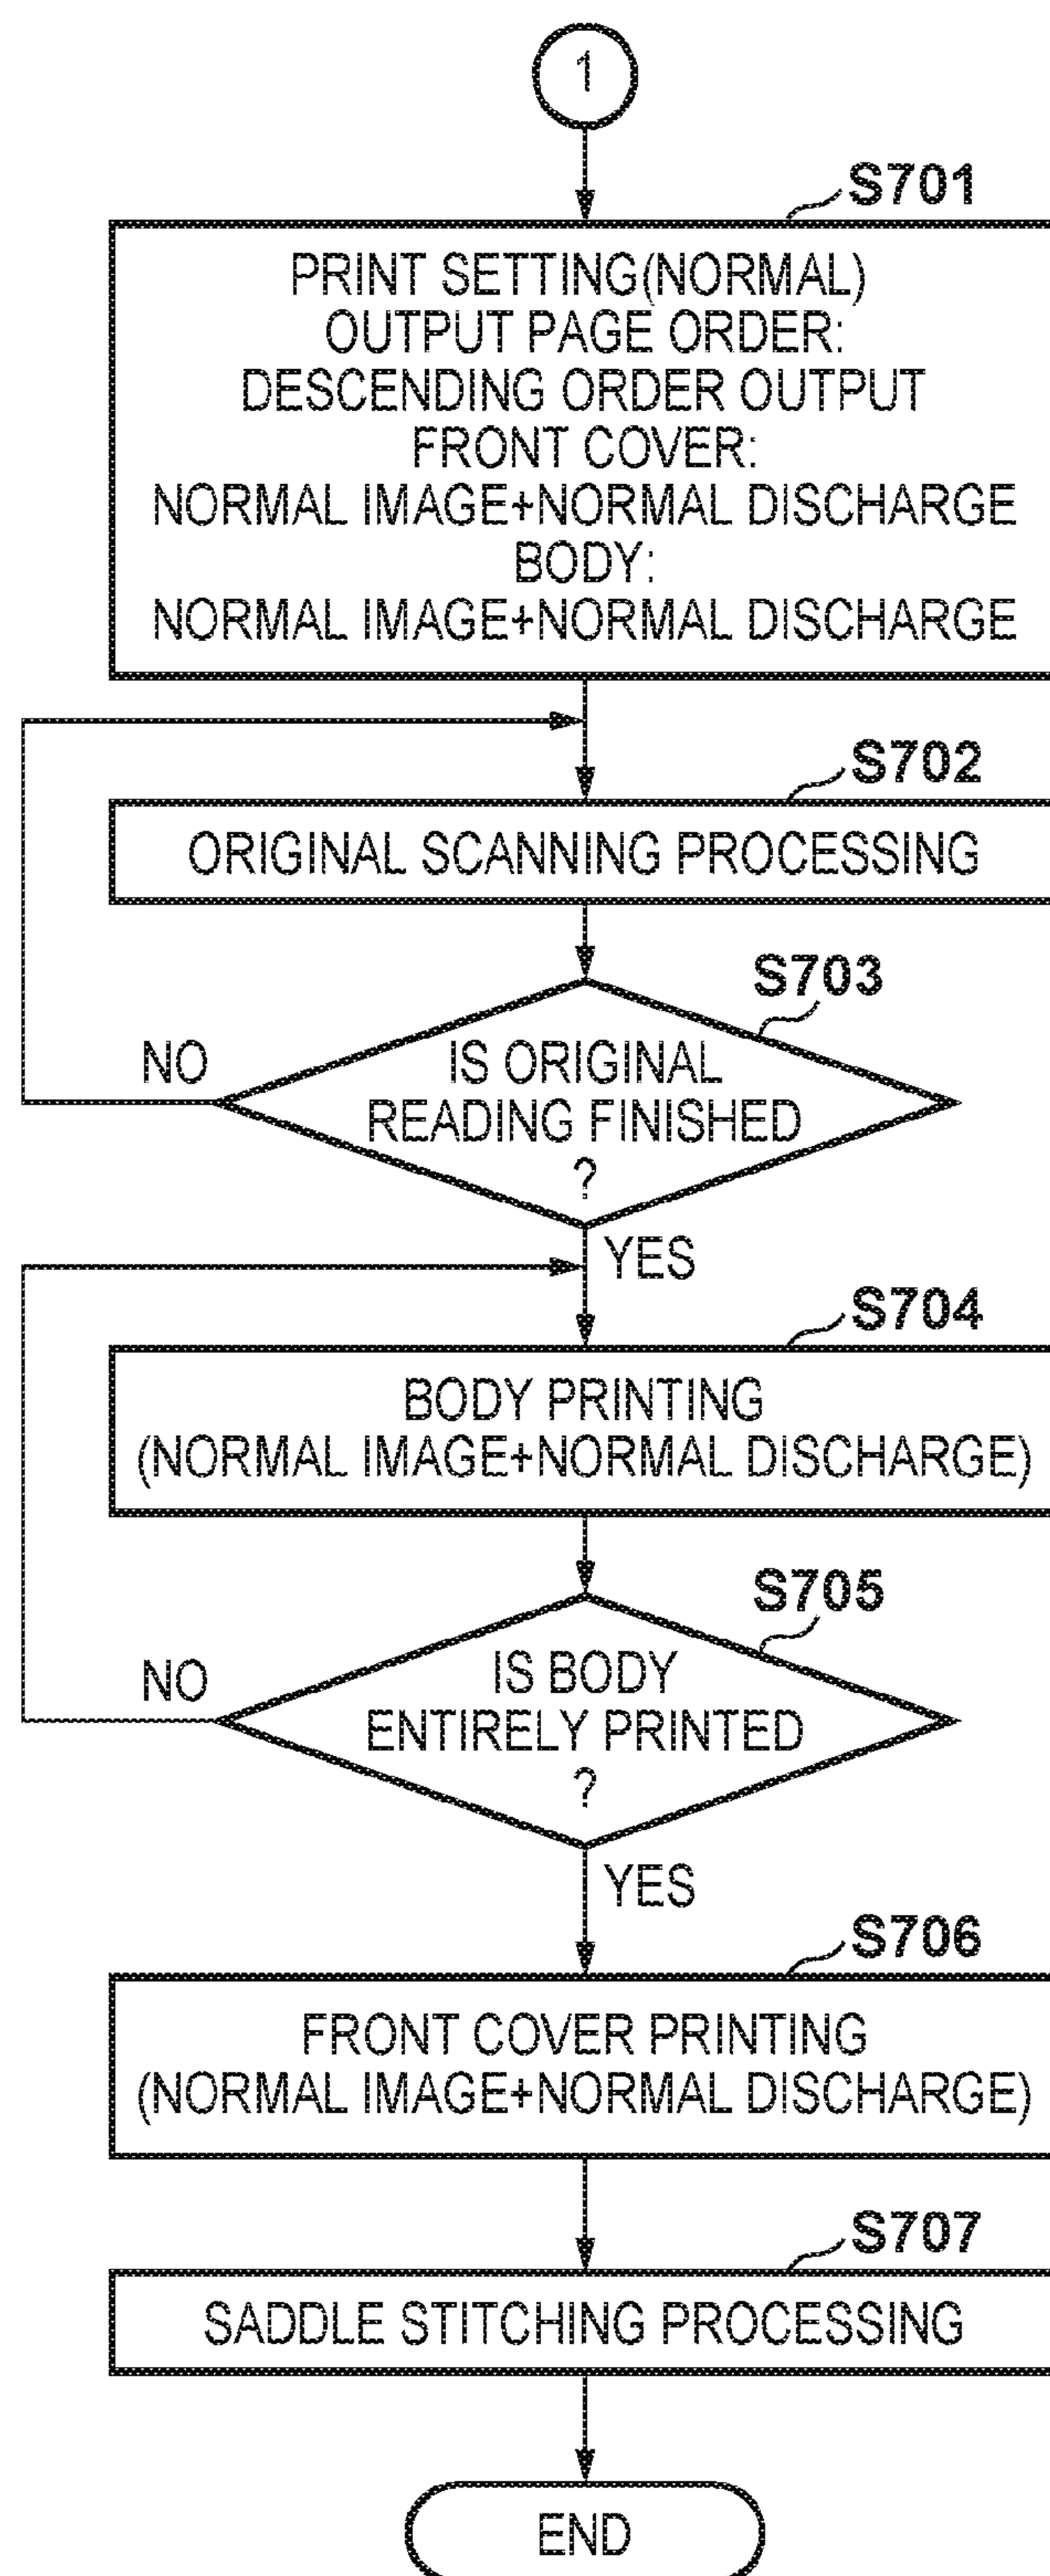 1
S701
PRINT SETTING(NORMAL)
OUTPUT PAGE ORDER:
DESCENDING ORDER OUTPUT
FRONT COVER:
NORMAL IMAGE+NORMAL DISCHARGE
BODY:
NORMAL IMAGE+NORMAL DISCHARGE
S702
ORIGINAL SCANNING PROCESSING
S703
NO
IS ORIGINAL
READING FINISHED
?
YES
S704
BODY PRINTING
(NORMAL IMAGE+NORMAL DISCHARGE)
S705
NO
IS BODY
ENTIRELY PRINTED
?
YES
S706
FRONT COVER PRINTING
(NORMAL IMAGE+NORMAL DISCHARGE)
S707
SADDLE STITCHING PROCESSING
END